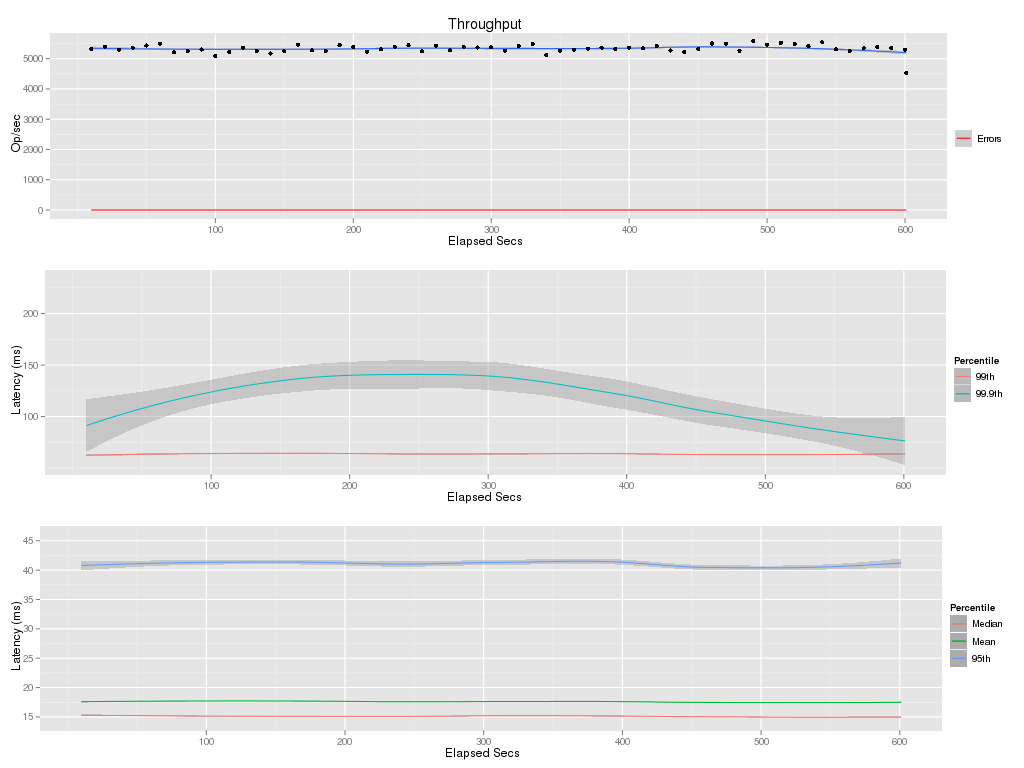 Throughput
5000
4000
3000
2000
1000
0
Op/sec
100 200 300 400 500 600
Elapsed Secs
Errors
200
150
100
Latency (ms)
100 200 300 400 500 600
Elapsed Secs
Percentile
99th
99.9th
45
40
35
30
25
20
15
Latency (ms)
100 200 300 400 500 600
Elapsed Secs
Percentile
Median
Mean
95th